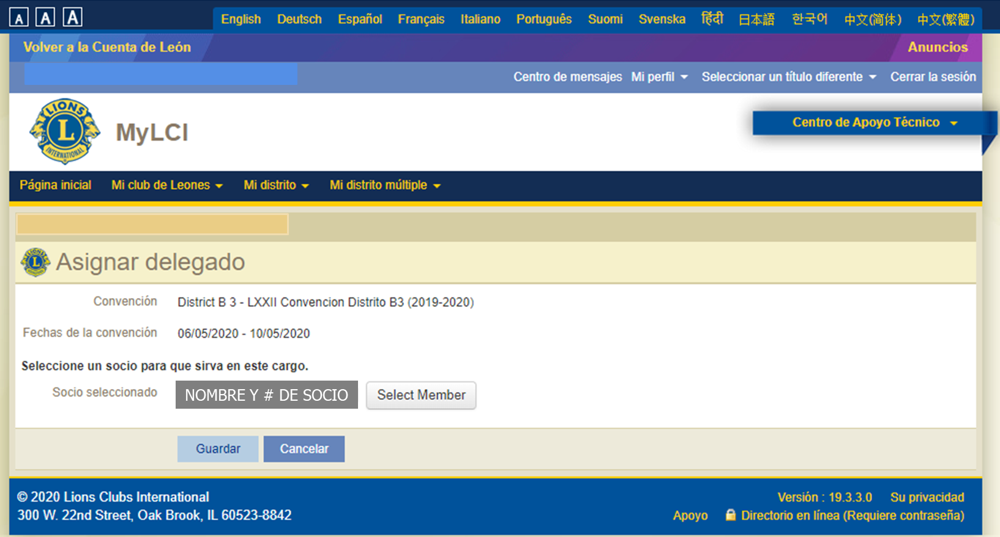 A A A English Deutsch Español Français Italiano Português Suomi Svenska हिंदी 日本語 한국어 中文(简体) 中文(繁體)
Volver a la Cuenta de León Anuncios
Centro de mensajes Mi perfil Seleccionar un título diferente Cerrar la sesión
LIONS
L
INTERNATIONAL
MyLCI
Centro de Apoyo Técnico
Página inicial Mi club de Leones Mi distrito Mi distrito múltiple
LIONS
L
Asignar delegado
Convención District B 3 - LXXII Convencion Distrito B3 (2019-2020)
Fechas de la convención 06/05/2020 - 10/05/2020
Seleccione un socio para que sirva en este cargo.
Socio seleccionado NOMBRE Y # DE SOCIO Select Member
Guardar Cancelar
© 2020 Lions Clubs International Versión : 19.3.3.0 Su privacidad
300 W. 22nd Street, Oak Brook, IL 60523-8842 Apoyo Directorio en línea (Requiere contraseña)